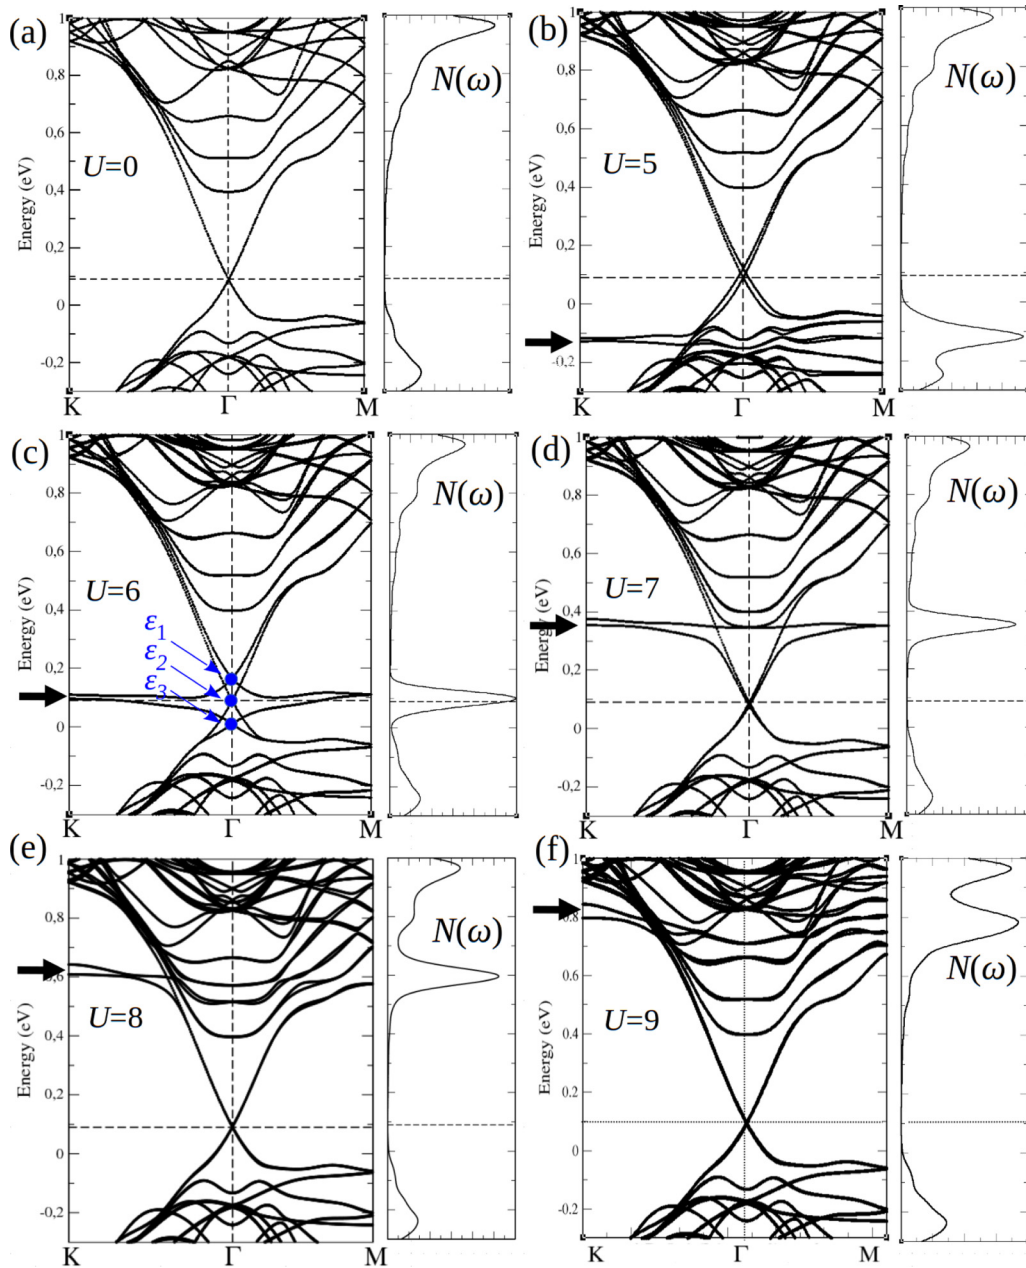 (a)
1
0,8
0,6
0,4
0,2
0
-0,2
Energy (eV)
U=0
K Γ M
N(ω)
(b)
1
0,8
0,6
0,4
0,2
0
-0,2
Energy (eV)
U=5
K Γ M
N(ω)
(c)
1
0,8
0,6
0,4
0,2
0
-0,2
Energy (eV)
U=6
ε1
ε2
ε3
K Γ M
N(ω)
(d)
1
0,8
0,6
0,4
0,2
0
-0,2
Energy (eV)
U=7
K Γ M
N(ω)
(e)
1
0,8
0,6
0,4
0,2
0
-0,2
Energy (eV)
U=8
K Γ M
N(ω)
(f)
1
0,8
0,6
0,4
0,2
0
-0,2
Energy (eV)
U=9
K Γ M
N(ω)